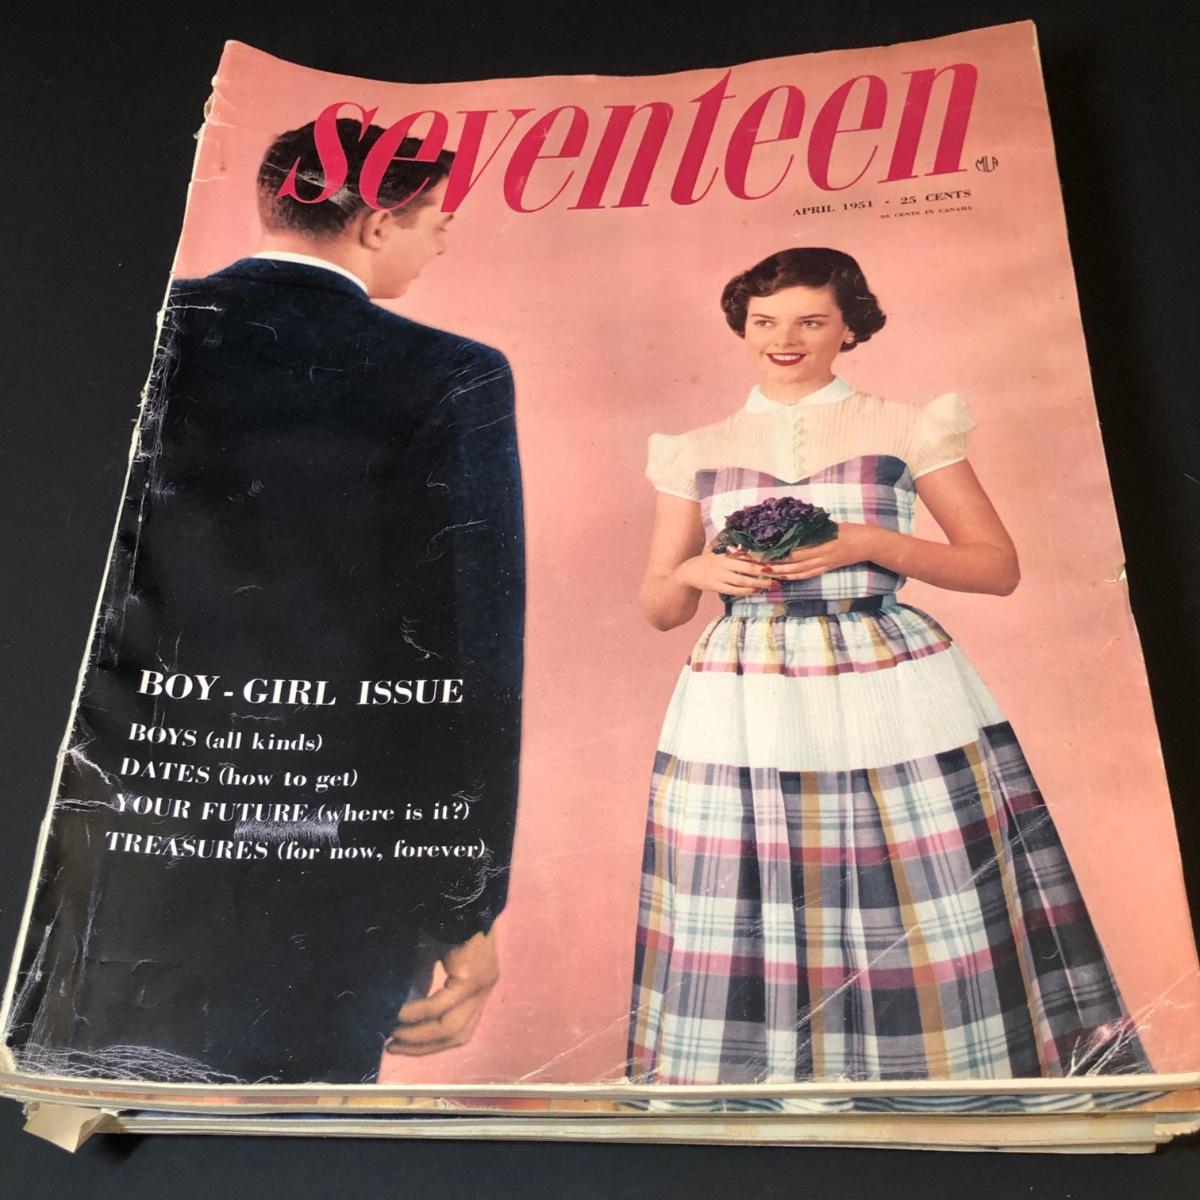 seventeen
MLA
APRIL 1951 • 25 CENTS
30 CENTS IN CANADA
BOY-GIRL ISSUE
BOYS (all kinds)
DATES (how to get)
YOUR FUTURE (where is it?)
TREASURES (for now, forever)